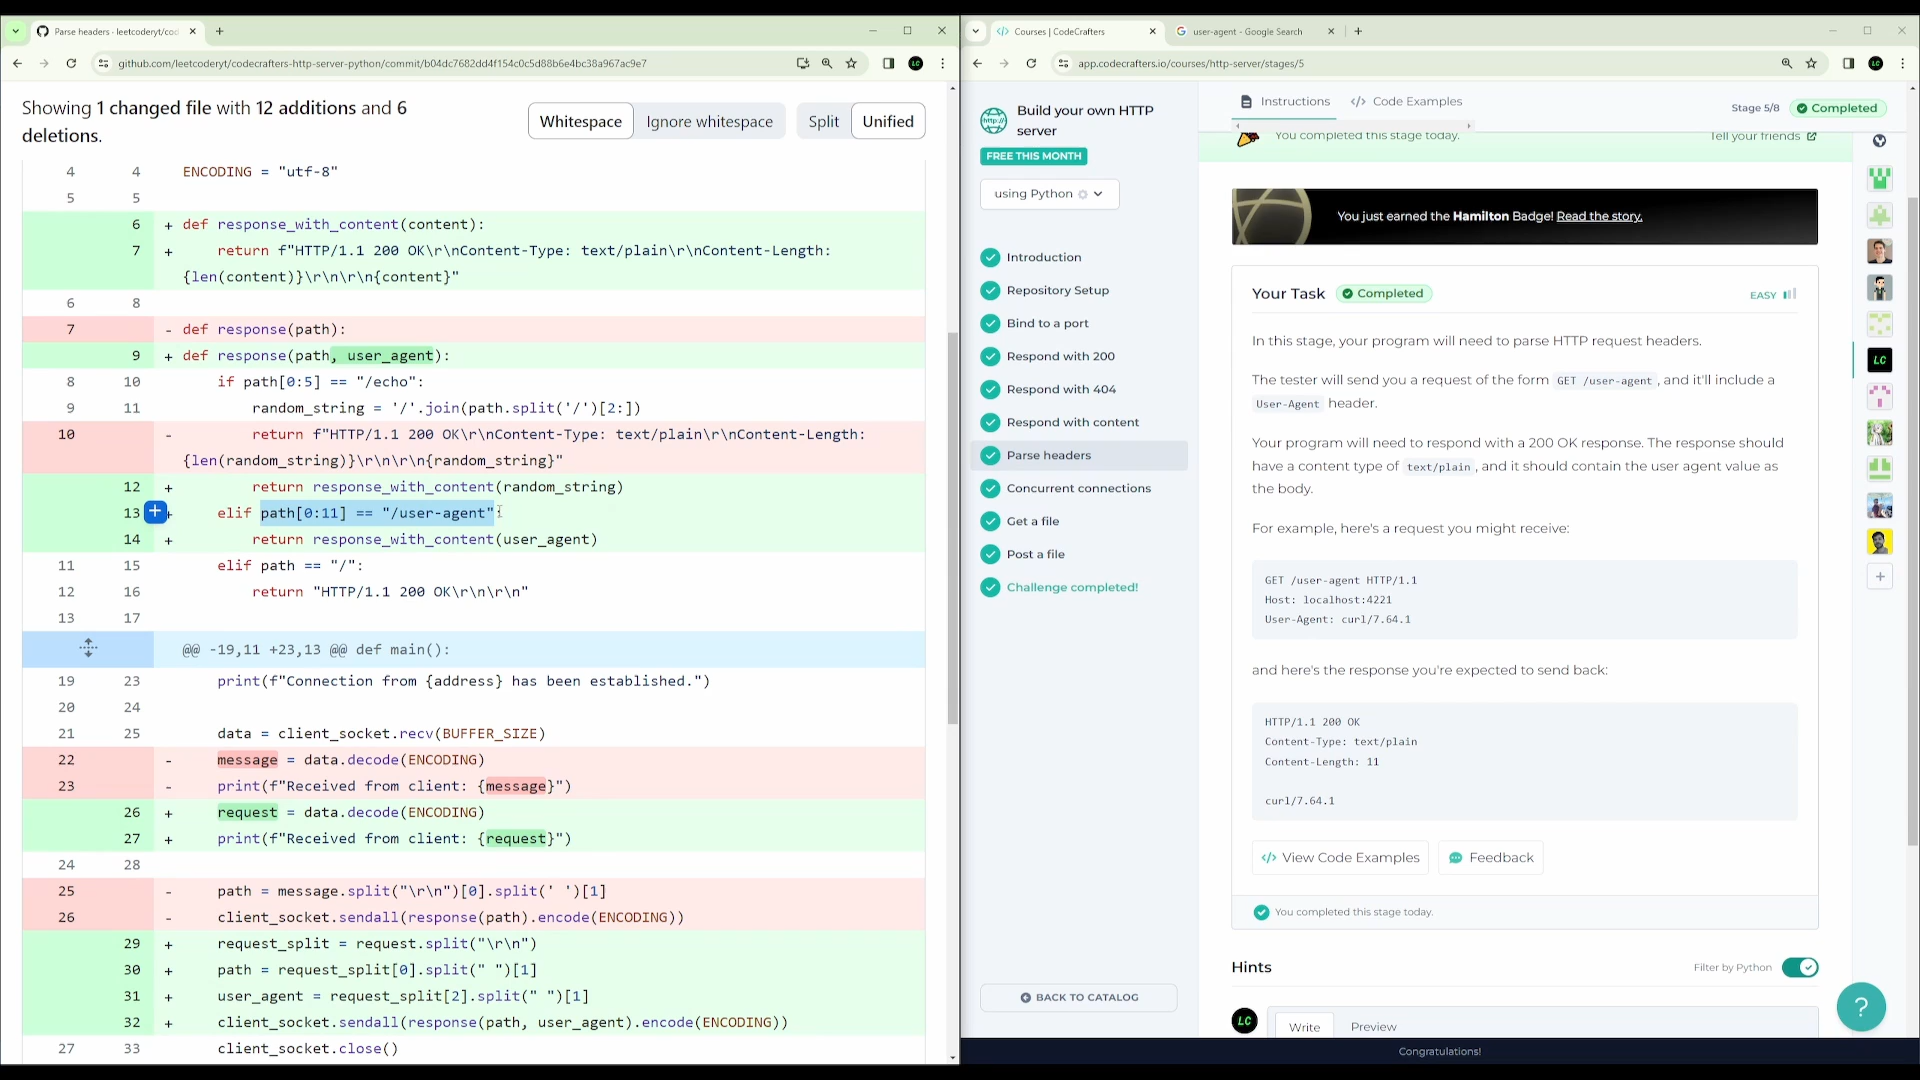 Parse headers · leetcoderyt/cod
github.com/leetcoderyt/codecrafters-http-server-python/commit/b04dc7682dd4f154c0c5d88b6e4bc38a967ac9e7
LC
Showing 1 changed file with 12 additions and 6
deletions.
Whitespace
Ignore whitespace
Split
Unified
4 4 ENCODING = "utf-8"
5 5
6 + def response_with_content(content):
7 + return f"HTTP/1.1 200 OK\r\nContent-Type: text/plain\r\nContent-Length:
{len(content)}\r\n\r\n{content}"
6 8
7 - def response(path):
9 + def response(path, user_agent):
8 10 if path[0:5] == "/echo":
9 11 random_string = '/'.join(path.split('/')[2:])
10 - return f"HTTP/1.1 200 OK\r\nContent-Type: text/plain\r\nContent-Length:
{len(random_string)}\r\n\r\n{random_string}"
12 + return response_with_content(random_string)
13 + elif path[0:11] == "/user-agent"
14 + return response_with_content(user_agent)
11 15 elif path == "/":
12 16 return "HTTP/1.1 200 OK\r\n\r\n"
13 17
@@ -19,11 +23,13 @@ def main():
19 23 print(f"Connection from {address} has been established.")
20 24
21 25 data = client_socket.recv(BUFFER_SIZE)
22 - message = data.decode(ENCODING)
23 - print(f"Received from client: {message}")
26 + request = data.decode(ENCODING)
27 + print(f"Received from client: {request}")
24 28
25 - path = message.split("\r\n")[0].split(' ')[1]
26 - client_socket.sendall(response(path).encode(ENCODING))
29 + request_split = request.split("\r\n")
30 + path = request_split[0].split(" ")[1]
31 + user_agent = request_split[2].split(" ")[1]
32 + client_socket.sendall(response(path, user_agent).encode(ENCODING))
27 33 client_socket.close()
Courses | CodeCrafters
user-agent - Google Search
app.codecrafters.io/courses/http-server/stages/5
LC
http://
Build your own HTTP
server
FREE THIS MONTH
using Python
Introduction
Repository Setup
Bind to a port
Respond with 200
Respond with 404
Respond with content
Parse headers
Concurrent connections
Get a file
Post a file
Challenge completed!
BACK TO CATALOG
Instructions
Code Examples
Stage 5/8
Completed
You completed this stage today.
Tell your friends
You just earned the Hamilton Badge! Read the story.
Your Task
Completed
EASY
In this stage, your program will need to parse HTTP request headers.
The tester will send you a request of the form GET /user-agent, and it'll include a
User-Agent header.
Your program will need to respond with a 200 OK response. The response should
have a content type of text/plain, and it should contain the user agent value as
the body.
For example, here's a request you might receive:
GET /user-agent HTTP/1.1
Host: localhost:4221
User-Agent: curl/7.64.1
and here's the response you're expected to send back:
HTTP/1.1 200 OK
Content-Type: text/plain
Content-Length: 11
curl/7.64.1
View Code Examples
Feedback
You completed this stage today.
Hints
Filter by Python
LC
Write
Preview
LC
?
Congratulations!